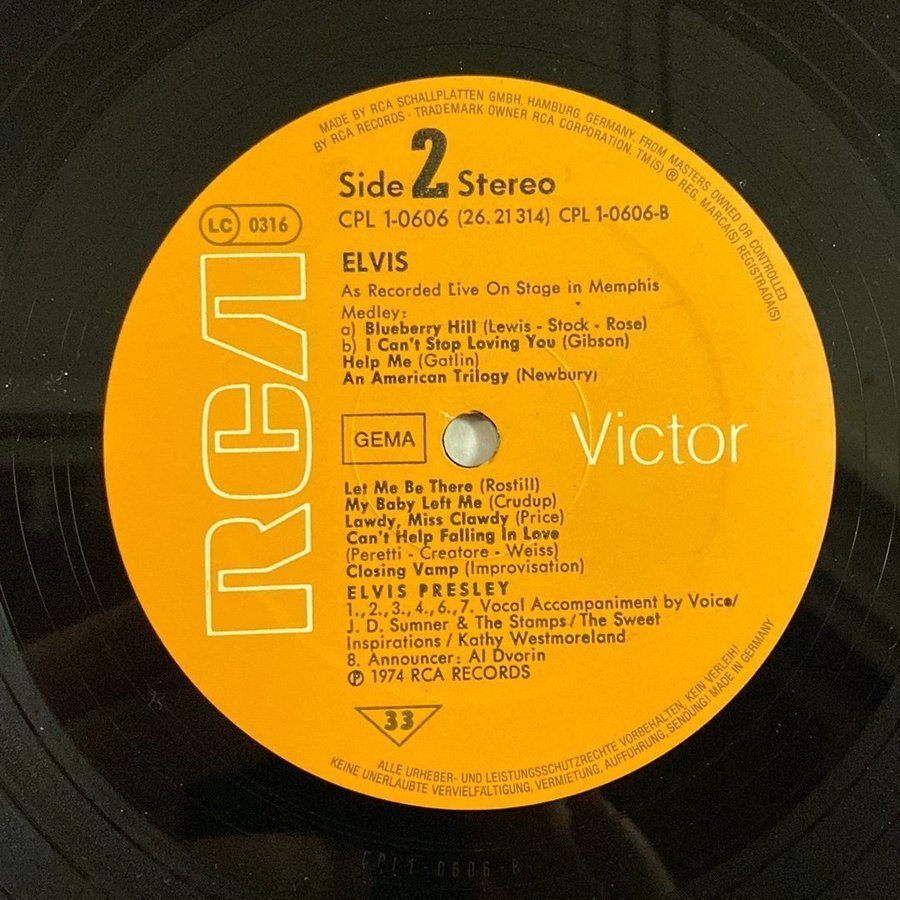 MADE BY RCA SCHALLPLATTEN GMBH, HAMBURG, GERMANY, FROM MASTERS OWNED OR CONTROLLED
BY RCA RECORDS · TRADEMARK OWNER RCA CORPORATION. TM(S) ® REG. MARCA(S) REGISTRADA(S)
Side 2 Stereo
CPL 1-0606 (26.21314) CPL 1-0606-B
LC 0316
RCA
ELVIS
As Recorded Live On Stage in Memphis
Medley:
a) Blueberry Hill (Lewis - Stock - Rose)
b) I Can't Stop Loving You (Gibson)
Help Me (Gatlin)
An American Trilogy (Newbury)
GEMA
Victor
Let Me Be There (Rostill)
My Baby Left Me (Crudup)
Lawdy, Miss Clawdy (Price)
Can't Help Falling In Love
(Peretti - Creatore - Weiss)
Closing Vamp (Improvisation)
ELVIS PRESLEY
1.,2.,3.,4.,6.,7. Vocal Accompaniment by Voice/
J. D. Sumner & The Stamps/The Sweet
Inspirations/Kathy Westmoreland
8. Announcer: Al Dvorin
℗ 1974 RCA RECORDS
33
ALLE URHEBER- UND LEISTUNGSSCHUTZRECHTE VORBEHALTEN, KEIN VERLEIH!
KEINE UNERLAUBTE VERVIELFÄLTIGUNG, VERMIETUNG, AUFFÜHRUNG, SENDUNG! MADE IN GERMANY
CPL1-0606-B